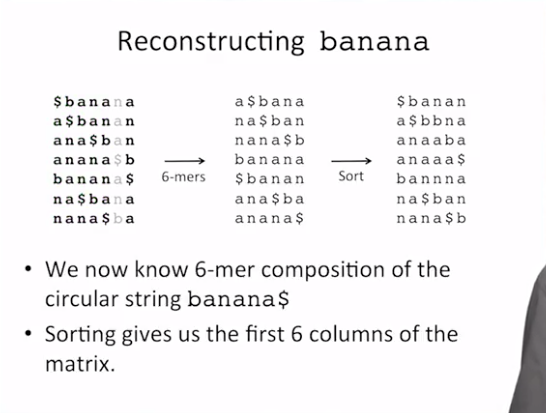 Reconstructing banana
$banana a$bana $banan
a$banan na$ban a$bbna
ana$ban nana$b anaaba
anana$b banana anaaa$
banana$ $banan bannna
na$bana ana$ba na$ban
nana$ba anana$ nana$b
6-mers Sort
• We now know 6-mer composition of the
circular string banana$
• Sorting gives us the first 6 columns of the
matrix.